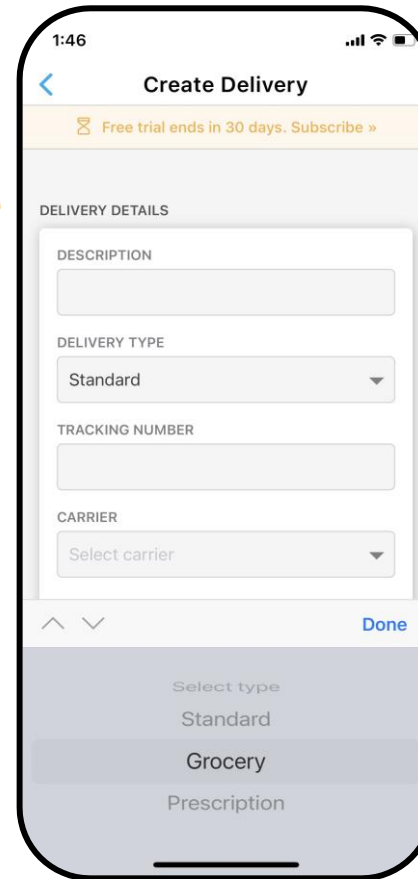 1:46
Create Delivery
Free trial ends in 30 days. Subscribe »
DELIVERY DETAILS
DESCRIPTION
DELIVERY TYPE
Standard
TRACKING NUMBER
CARRIER
Select carrier
Done
Select type
Standard
Grocery
Prescription